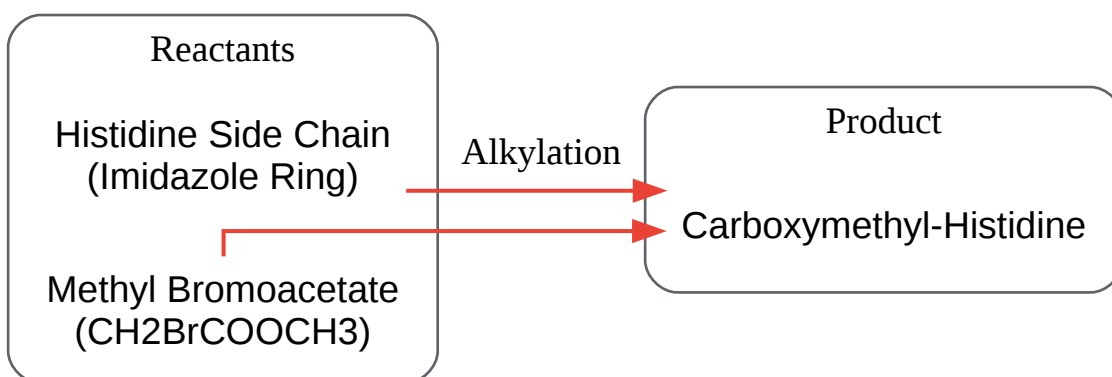 Reactants
Histidine Side Chain
(Imidazole Ring)
Methyl Bromoacetate
(CH2BrCOOCH3)
Alkylation
Product
Carboxymethyl-Histidine